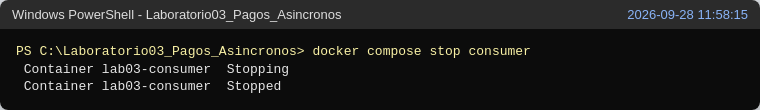 Windows PowerShell - Laboratorio03_Pagos_Asincronos
2026-09-28 11:58:15
PS C:\Laboratorio03_Pagos_Asincronos> docker compose stop consumer
Container lab03-consumer  Stopping
Container lab03-consumer  Stopped